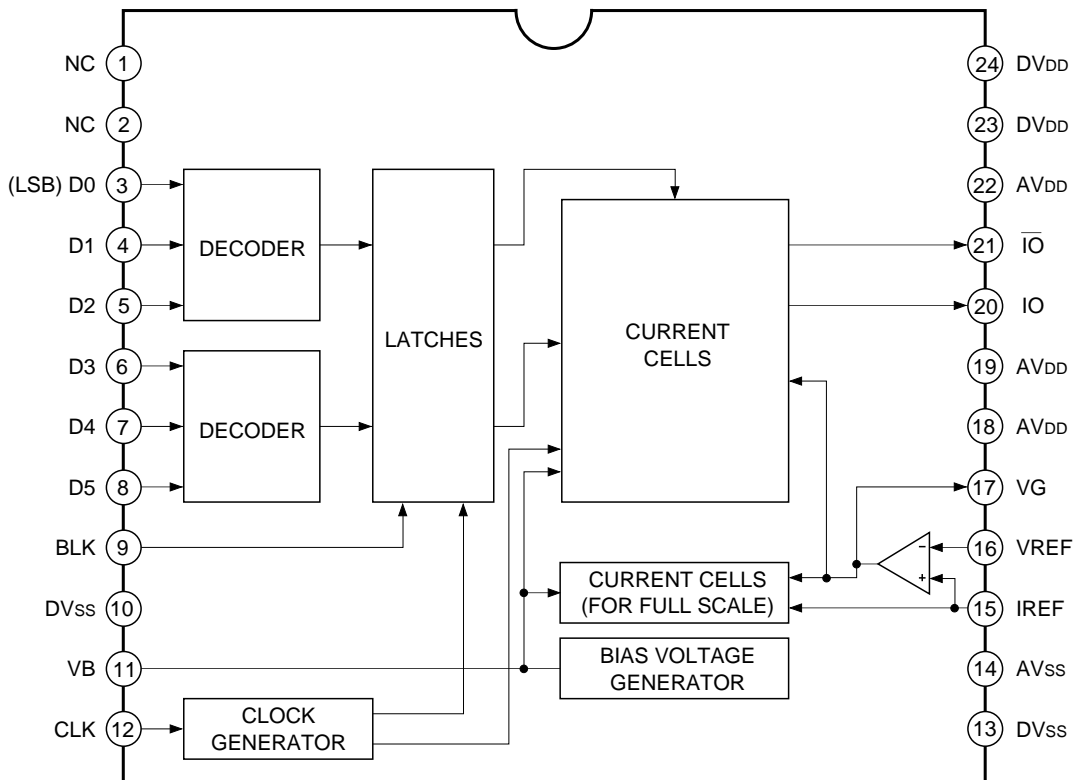 NC 1
NC 2
(LSB) D0 3
D1 4
D2 5
D3 6
D4 7
D5 8
BLK 9
DVSS 10
VB 11
CLK 12
DECODER
DECODER
LATCHES
CURRENT
CELLS
CURRENT CELLS
(FOR FULL SCALE)
BIAS VOLTAGE
GENERATOR
CLOCK
GENERATOR
-
+
24 DVDD
23 DVDD
22 AVDD
21 I̅O̅
20 IO
19 AVDD
18 AVDD
17 VG
16 VREF
15 IREF
14 AVSS
13 DVSS